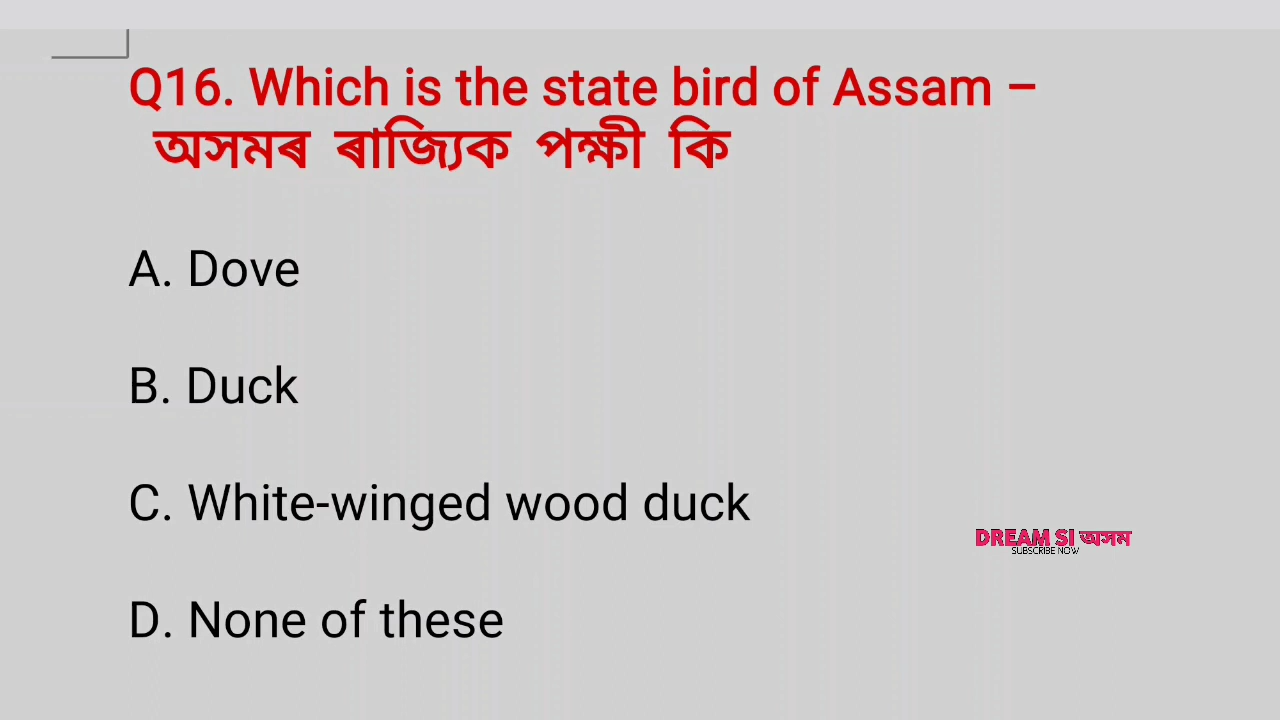 Q16. Which is the state bird of Assam –
অসমৰ ৰাজ্যিক পক্ষী কি
A. Dove
B. Duck
C. White-winged wood duck
D. None of these
DREAM SI অসম
SUBSCRIBE NOW